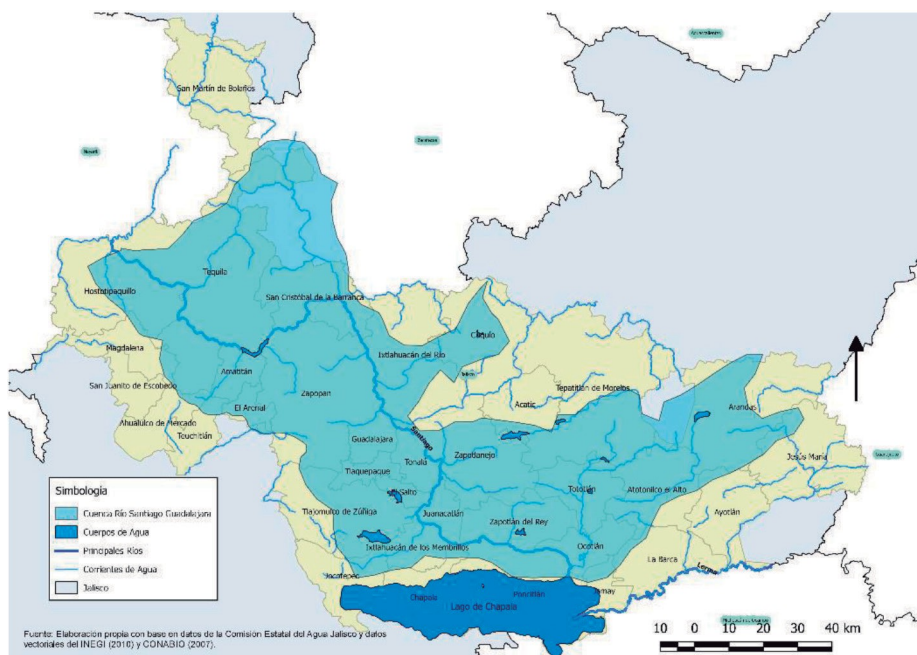 San Martín de Bolaños
Tequila
Hostotipaquillo
San Cristóbal de la Barranca
Cuquío
Ixtlahuacán del Río
Magdalena
Amatitán
San Juanito de Escobedo
Zapopan
Acatic
Tepatitlán de Morelos
El Arenal
Arandas
Ahualulco de Mercado
Teuchitlán
Santiago
Guadalajara
Zapotlanejo
Tonalá
Jesús María
Tlaquepaque
El Salto
Tototlán
Atotonilco el Alto
Tlajomulco de Zúñiga
Juanacatlán
Zapotlán del Rey
Ayotlán
Ixtlahuacán de los Membrillos
Ocotlán
La Barca
Lerma
Jocotepec
Jamay
Chapala
Poncitlán
Lago de Chapala
Simbología
Cuenca Río Santiago Guadalajara
Cuerpos de Agua
Principales Ríos
Corrientes de Agua
Jalisco
Fuente: Elaboración propia con base en datos de la Comisión Estatal del Agua Jalisco y datos
vectoriales del INEGI (2010) y CONABIO (2007).
10 0 10 20 30 40 km